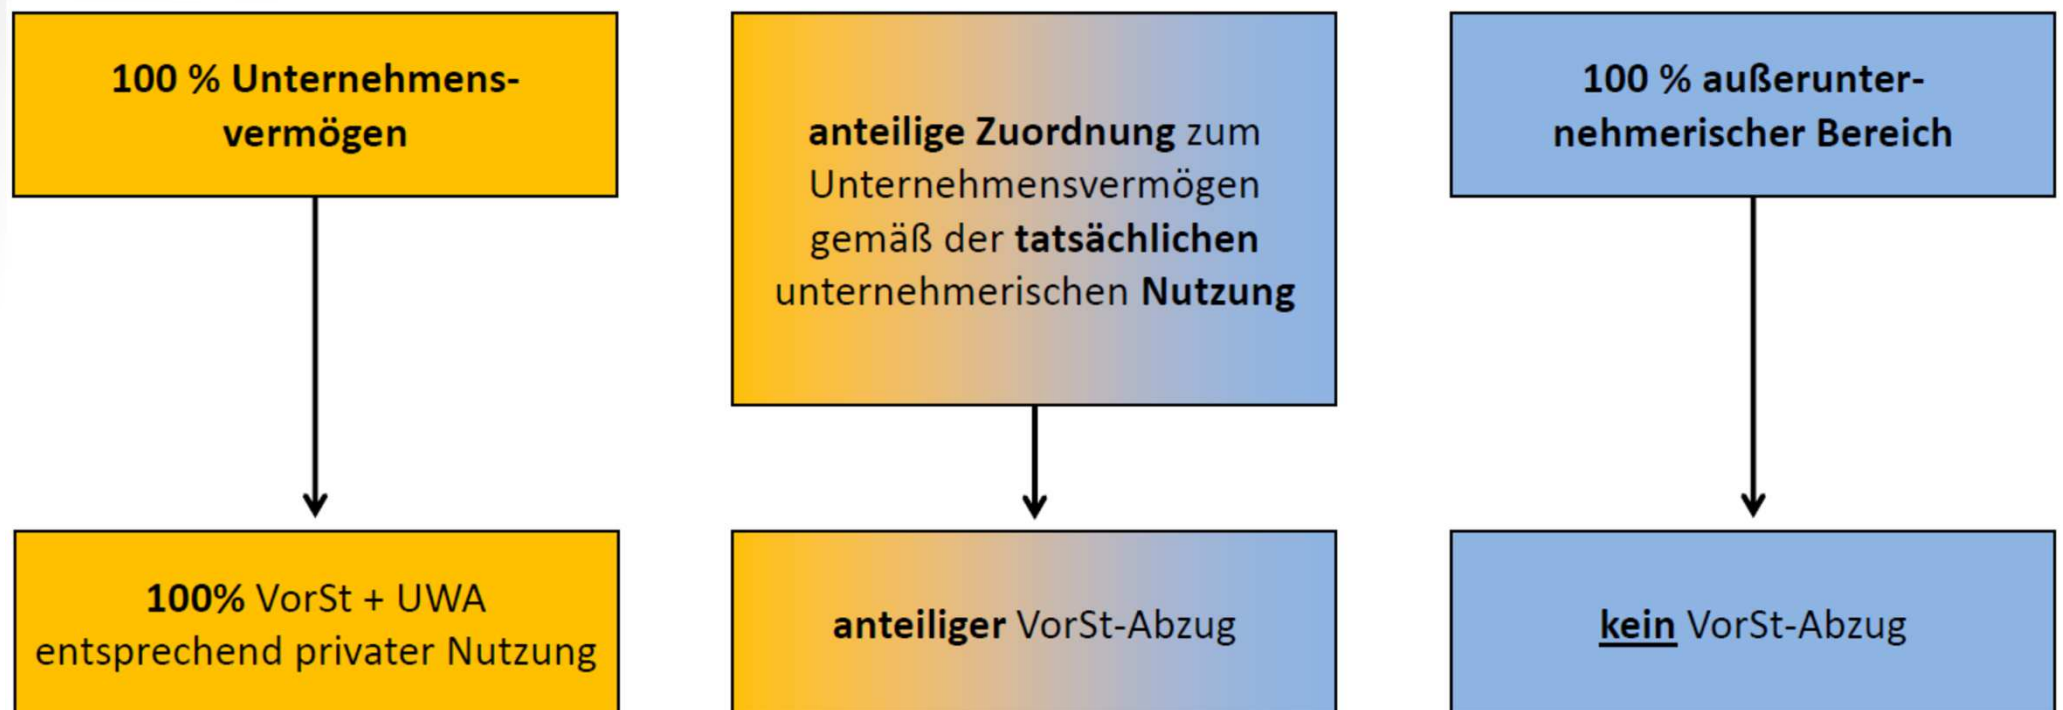 100 % Unternehmens-
vermögen
anteilige Zuordnung zum
Unternehmensvermögen
gemäß der tatsächlichen
unternehmerischen Nutzung
100 % außerunter-
nehmerischer Bereich
100% VorSt + UWA
entsprechend privater Nutzung
anteiliger VorSt-Abzug
kein VorSt-Abzug